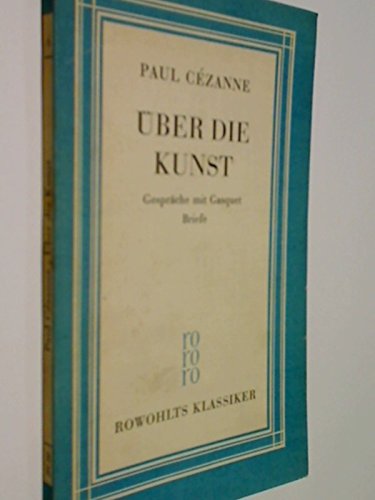 PAUL CÉZANNE
ÜBER DIE
KUNST
Gespräche mit Gasquet
Briefe
ro
ro
ro
ROWOHLTS KLASSIKER